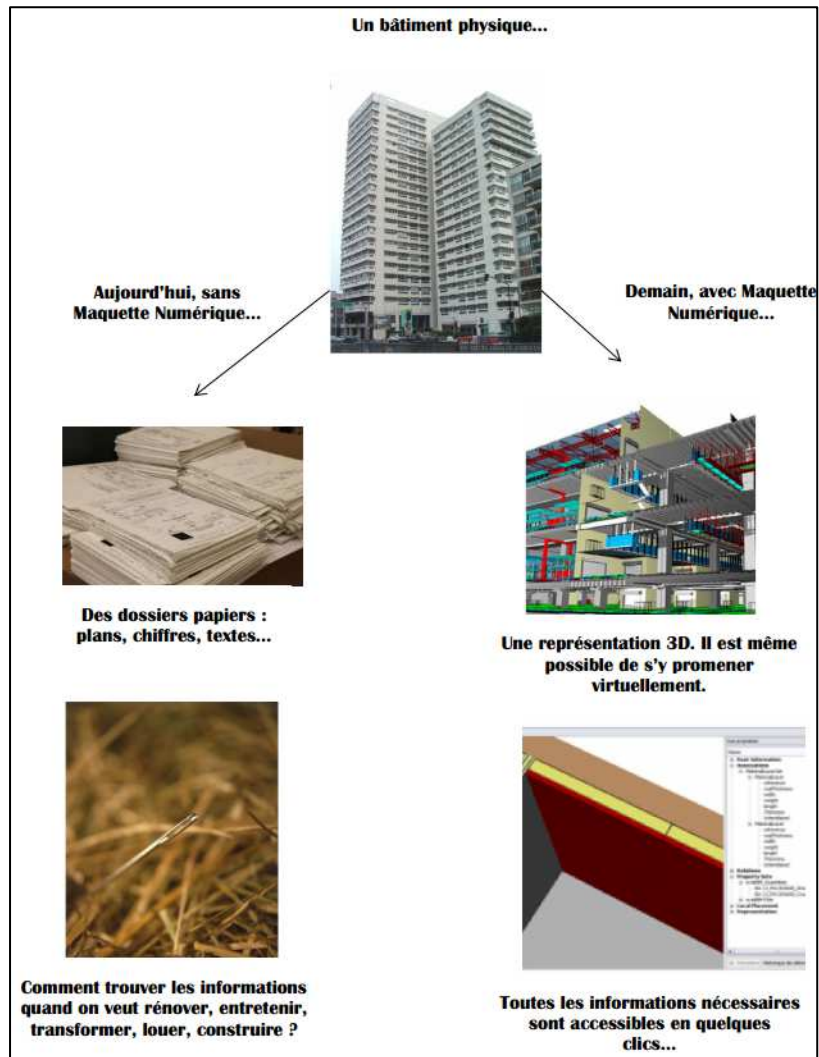 Un bâtiment physique...
Aujourd'hui, sans
Maquette Numérique...
Demain, avec Maquette
Numérique...
Des dossiers papiers :
plans, chiffres, textes...
Une représentation 3D. Il est même
possible de s'y promener
virtuellement.
Comment trouver les informations
quand on veut rénover, entretenir,
transformer, louer, construire ?
Toutes les informations nécessaires
sont accessibles en quelques
clics...